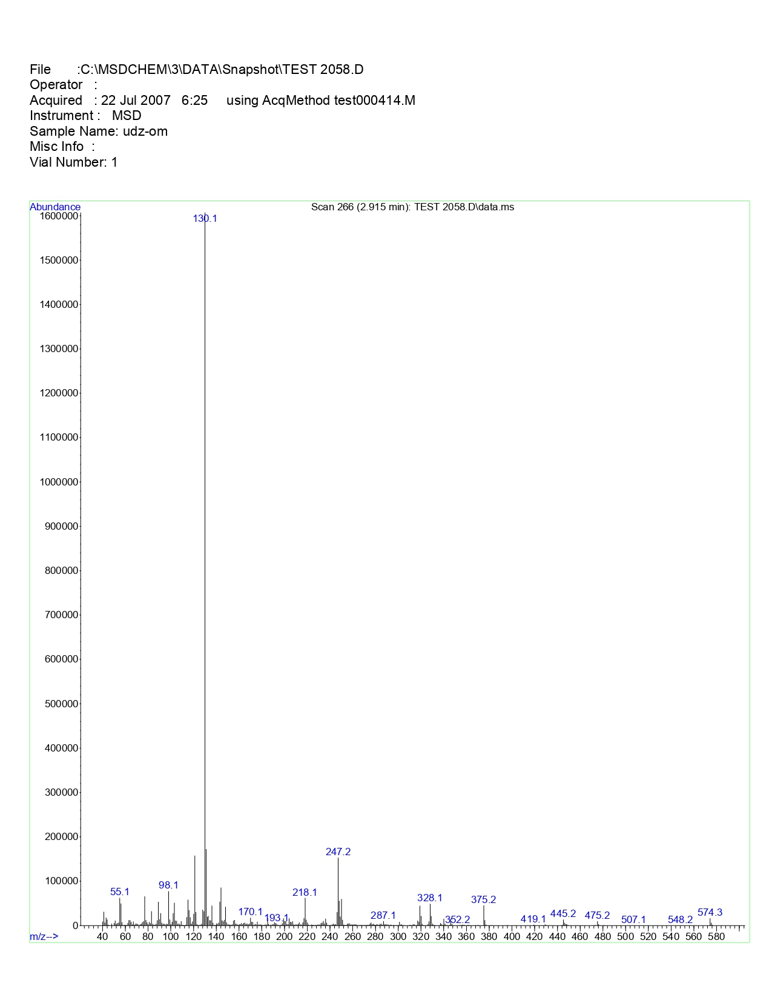 File :C:\MSDCHEM\3\DATA\Snapshot\TEST 2058.D
Operator :
Acquired : 22 Jul 2007 6:25 using AcqMethod test000414.M
Instrument : MSD
Sample Name: udz-om
Misc Info :
Vial Number: 1
Abundance
Scan 266 (2.915 min): TEST 2058.D\data.ms
1600000
130.1
1500000
1400000
1300000
1200000
1100000
1000000
900000
800000
700000
600000
500000
400000
300000
200000
247.2
100000
55.1 98.1 218.1 328.1 375.2
170.1 193.1 287.1 352.2 419.1 445.2 475.2 507.1 548.2 574.3
0
m/z--> 40 60 80 100 120 140 160 180 200 220 240 260 280 300 320 340 360 380 400 420 440 460 480 500 520 540 560 580